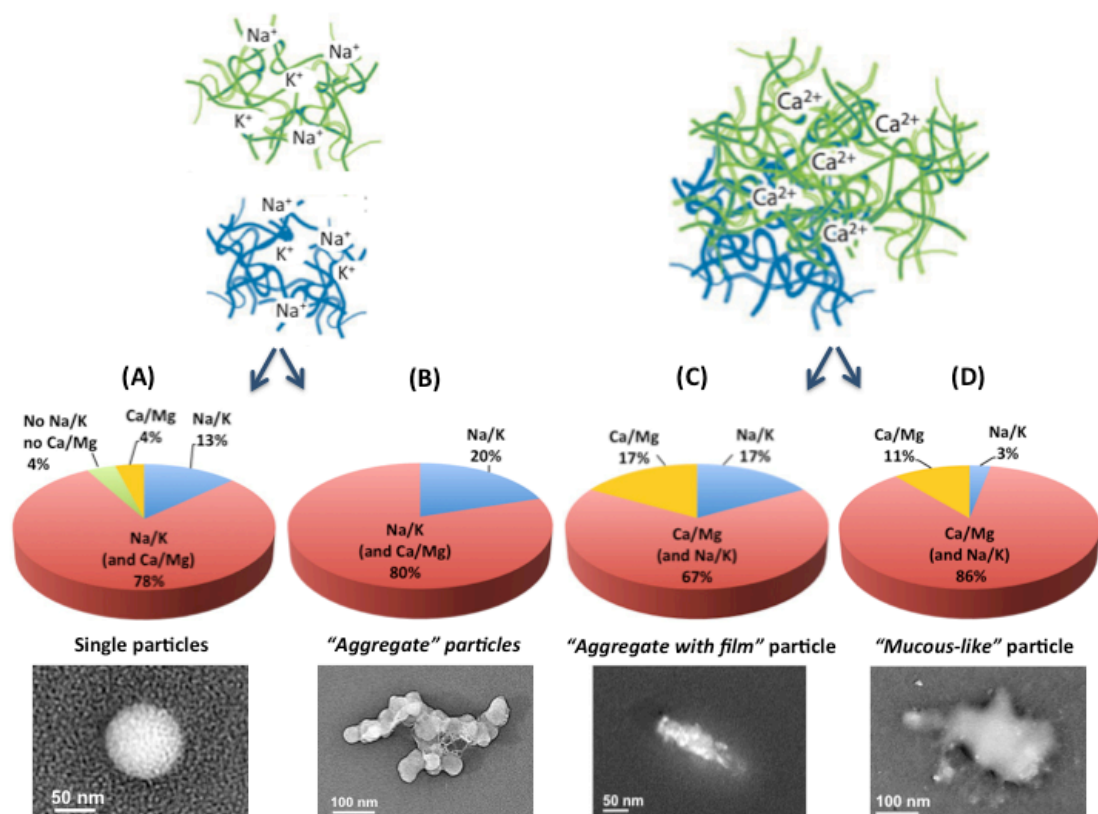 Na⁺
Na⁺
K⁺
K⁺
Na⁺
Na⁺
Na⁺
K⁺
K⁺
Na⁺
Ca²⁺
Ca²⁺
Ca²⁺
Ca²⁺
Ca²⁺
(A)
(B)
(C)
(D)
No Na/K
no Ca/Mg
4%
Ca/Mg
4%
Na/K
13%
Na/K
(and Ca/Mg)
78%
Na/K
20%
Na/K
(and Ca/Mg)
80%
Ca/Mg
17%
Na/K
17%
Ca/Mg
(and Na/K)
67%
Ca/Mg
11%
Na/K
3%
Ca/Mg
(and Na/K)
86%
Single particles
“Aggregate” particles
“Aggregate with film” particle
“Mucous-like” particle
50 nm
100 nm
50 nm
100 nm